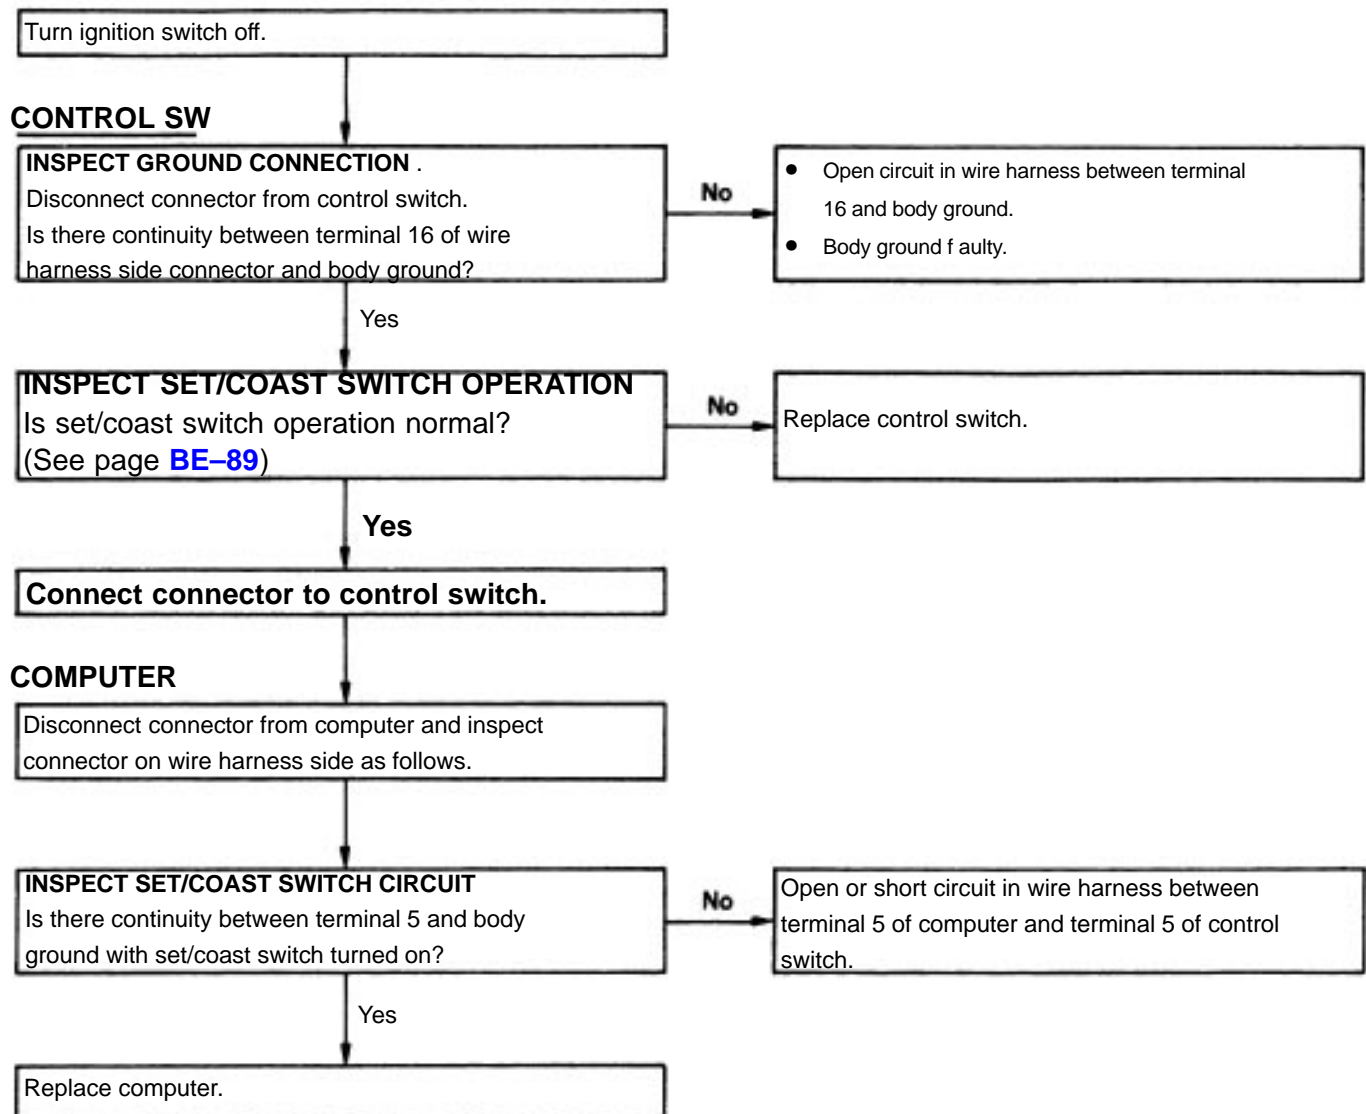 Turn ignition switch off.
CONTROL SW
INSPECT GROUND CONNECTION .
Disconnect connector from control switch.
Is there continuity between terminal 16 of wire
harness side connector and body ground?
No
● Open circuit in wire harness between terminal
16 and body ground.
● Body ground f aulty.
Yes
INSPECT SET/COAST SWITCH OPERATION
Is set/coast switch operation normal?
(See page BE–89)
No
Replace control switch.
Yes
Connect connector to control switch.
COMPUTER
Disconnect connector from computer and inspect
connector on wire harness side as follows.
INSPECT SET/COAST SWITCH CIRCUIT
Is there continuity between terminal 5 and body
ground with set/coast switch turned on?
No
Open or short circuit in wire harness between
terminal 5 of computer and terminal 5 of control
switch.
Yes
Replace computer.